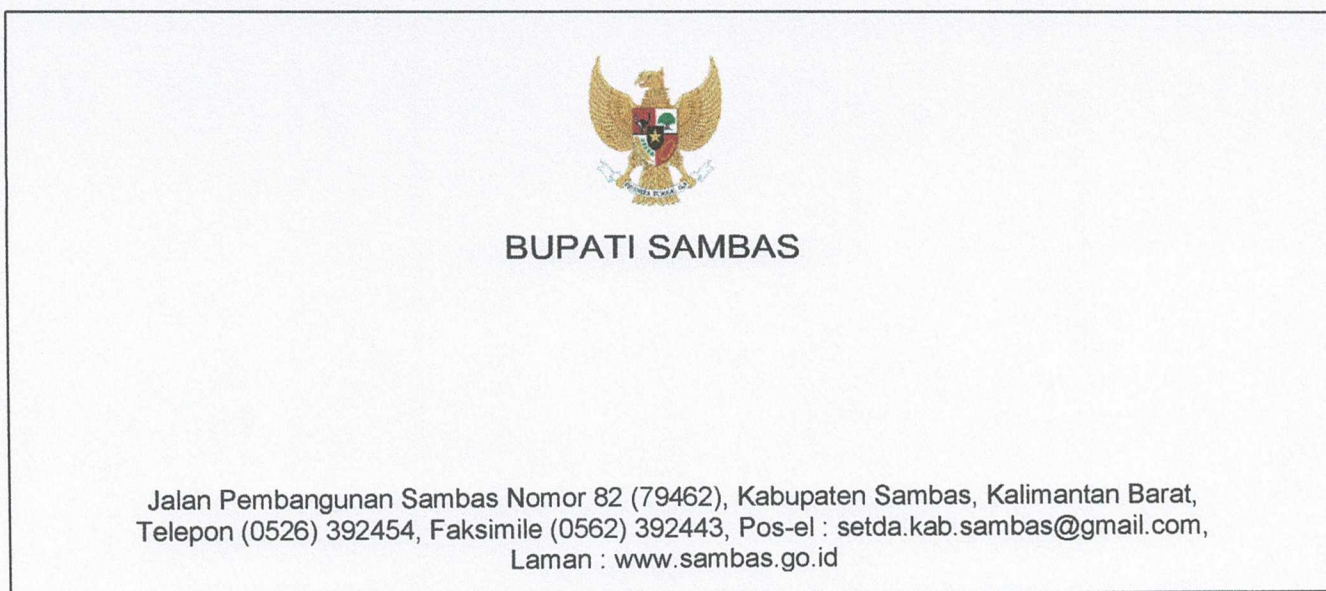 BUPATI SAMBAS
Jalan Pembangunan Sambas Nomor 82 (79462), Kabupaten Sambas, Kalimantan Barat,
Telepon (0526) 392454, Faksimile (0562) 392443, Pos-el : setda.kab.sambas@gmail.com,
Laman : www.sambas.go.id